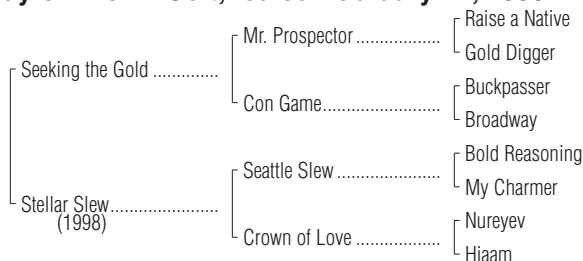 Raise a Native
Mr. Prospector
Gold Digger
Seeking the Gold
Buckpasser
Con Game
Broadway
Bold Reasoning
Seattle Slew
My Charmer
Stellar Slew
(1998)
Nureyev
Crown of Love
Hiaam